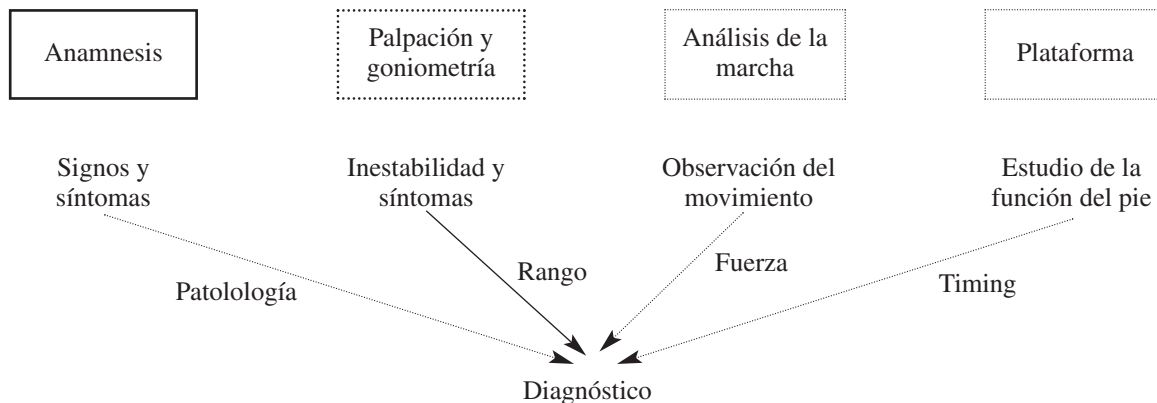 Anamnesis
Palpación y
goniometría
Análisis de la
marcha
Plataforma
Signos y
síntomas
Inestabilidad y
síntomas
Observación del
movimiento
Estudio de la
función del pie
Patolología
Rango
Fuerza
Timing
Diagnóstico